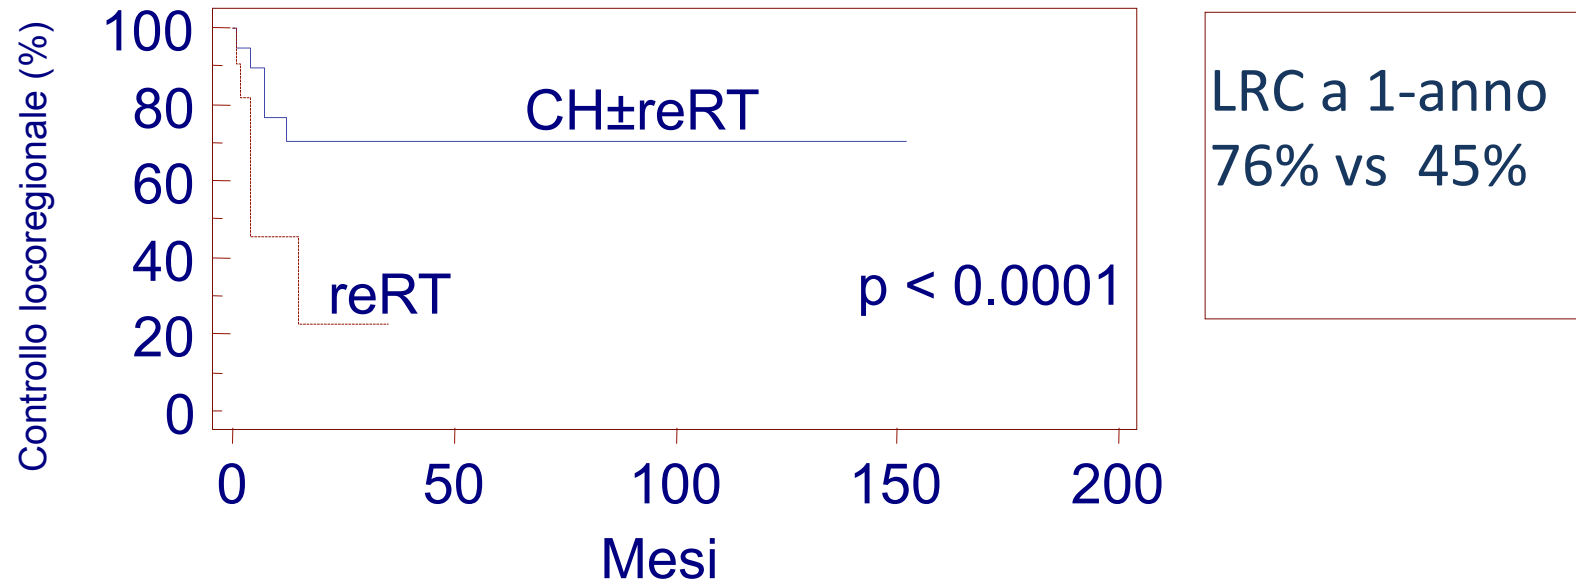 Controllo locoregionale (%)
100
80
60
40
20
0
CH±reRT
reRT
p < 0.0001
0 50 100 150 200
Mesi
LRC a 1-anno
76% vs 45%